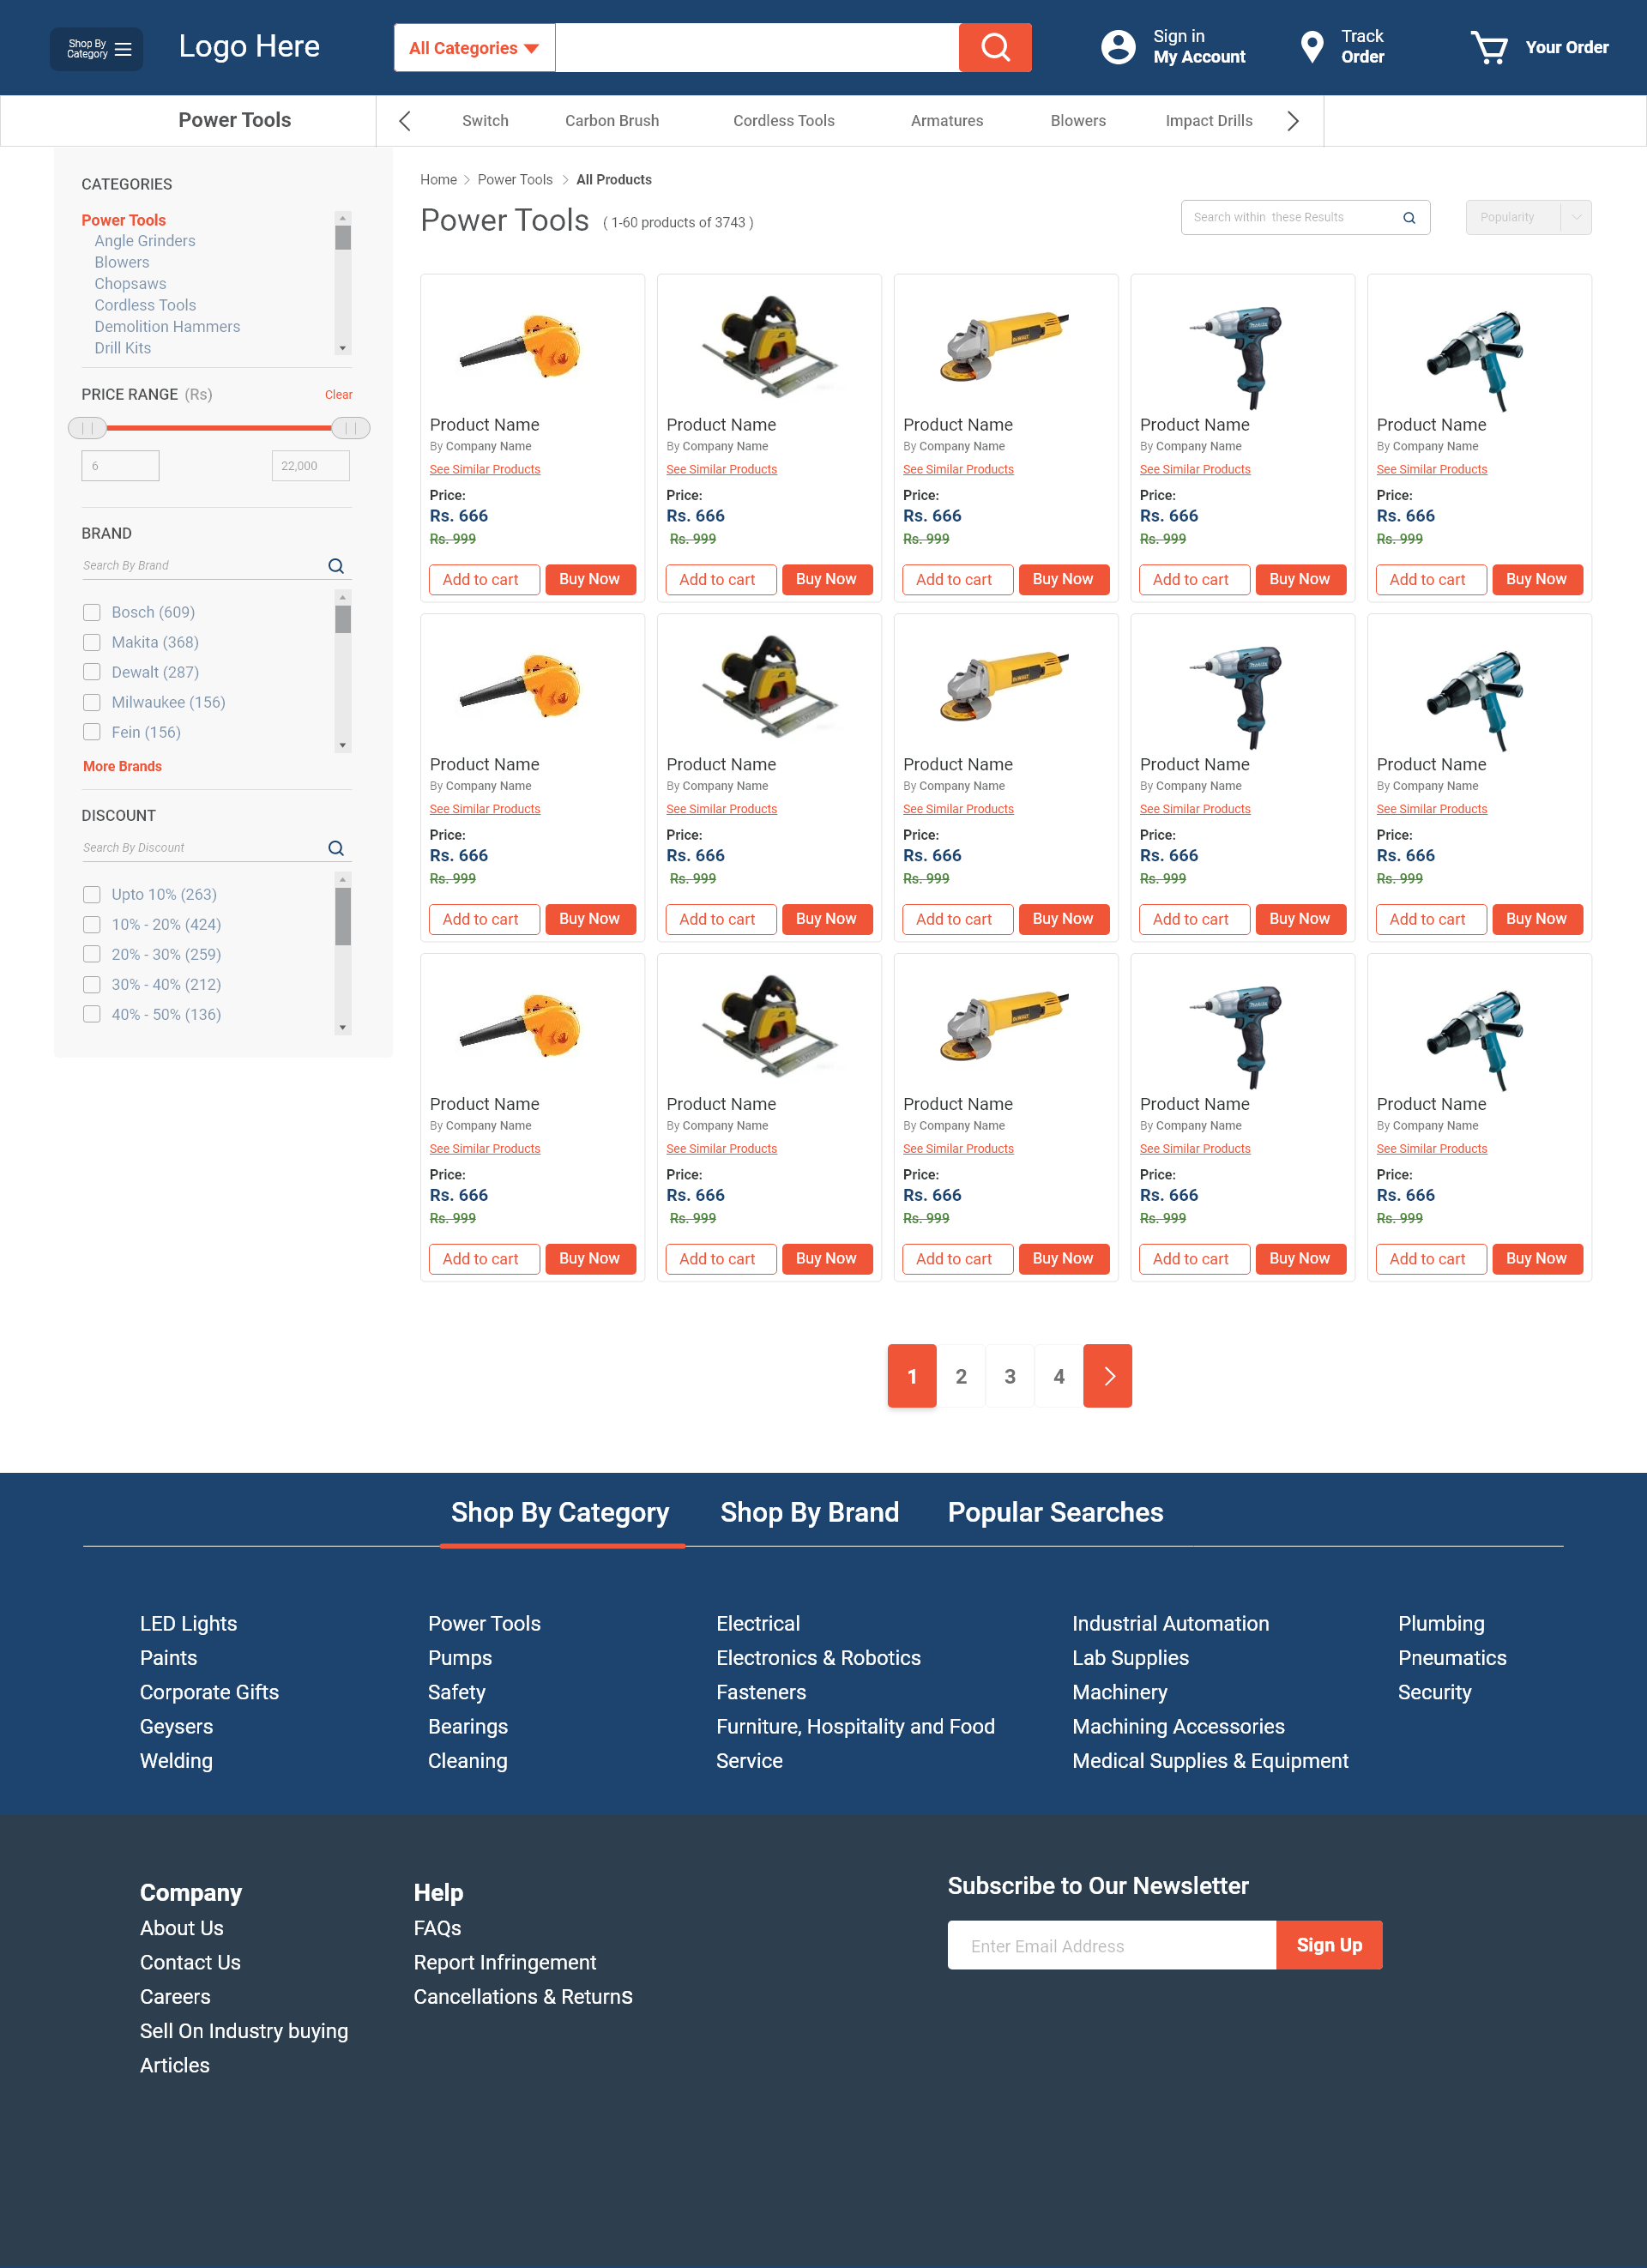 Shop By
Category
Logo Here
All Categories
Sign in
My Account
Track
Order
Your Order
Power Tools
Switch
Carbon Brush
Cordless Tools
Armatures
Blowers
Impact Drills
CATEGORIES
Power Tools
Angle Grinders
Blowers
Chopsaws
Cordless Tools
Demolition Hammers
Drill Kits
PRICE RANGE (Rs)
Clear
6
22,000
BRAND
Search By Brand
Bosch (609)
Makita (368)
Dewalt (287)
Milwaukee (156)
Fein (156)
More Brands
DISCOUNT
Search By Discount
Upto 10% (263)
10% - 20% (424)
20% - 30% (259)
30% - 40% (212)
40% - 50% (136)
Home > Power Tools > All Products
Power Tools ( 1-60 products of 3743 )
Search within these Results
Popularity
Product Name Product Name Product Name Product Name Product Name
By Company Name By Company Name By Company Name By Company Name By Company Name
See Similar Products See Similar Products See Similar Products See Similar Products See Similar Products
Price: Price: Price: Price: Price:
Rs. 666 Rs. 666 Rs. 666 Rs. 666 Rs. 666
Rs. 999 Rs. 999 Rs. 999 Rs. 999 Rs. 999
Add to cart Buy Now Add to cart Buy Now Add to cart Buy Now Add to cart Buy Now Add to cart Buy Now
Product Name Product Name Product Name Product Name Product Name
By Company Name By Company Name By Company Name By Company Name By Company Name
See Similar Products See Similar Products See Similar Products See Similar Products See Similar Products
Price: Price: Price: Price: Price:
Rs. 666 Rs. 666 Rs. 666 Rs. 666 Rs. 666
Rs. 999 Rs. 999 Rs. 999 Rs. 999 Rs. 999
Add to cart Buy Now Add to cart Buy Now Add to cart Buy Now Add to cart Buy Now Add to cart Buy Now
Product Name Product Name Product Name Product Name Product Name
By Company Name By Company Name By Company Name By Company Name By Company Name
See Similar Products See Similar Products See Similar Products See Similar Products See Similar Products
Price: Price: Price: Price: Price:
Rs. 666 Rs. 666 Rs. 666 Rs. 666 Rs. 666
Rs. 999 Rs. 999 Rs. 999 Rs. 999 Rs. 999
Add to cart Buy Now Add to cart Buy Now Add to cart Buy Now Add to cart Buy Now Add to cart Buy Now
1 2 3 4
Shop By Category
Shop By Brand
Popular Searches
LED Lights
Paints
Corporate Gifts
Geysers
Welding
Power Tools
Pumps
Safety
Bearings
Cleaning
Electrical
Electronics & Robotics
Fasteners
Furniture, Hospitality and Food
Service
Industrial Automation
Lab Supplies
Machinery
Machining Accessories
Medical Supplies & Equipment
Plumbing
Pneumatics
Security
Company
About Us
Contact Us
Careers
Sell On Industry buying
Articles
Help
FAQs
Report Infringement
Cancellations & Returns
Subscribe to Our Newsletter
Enter Email Address
Sign Up